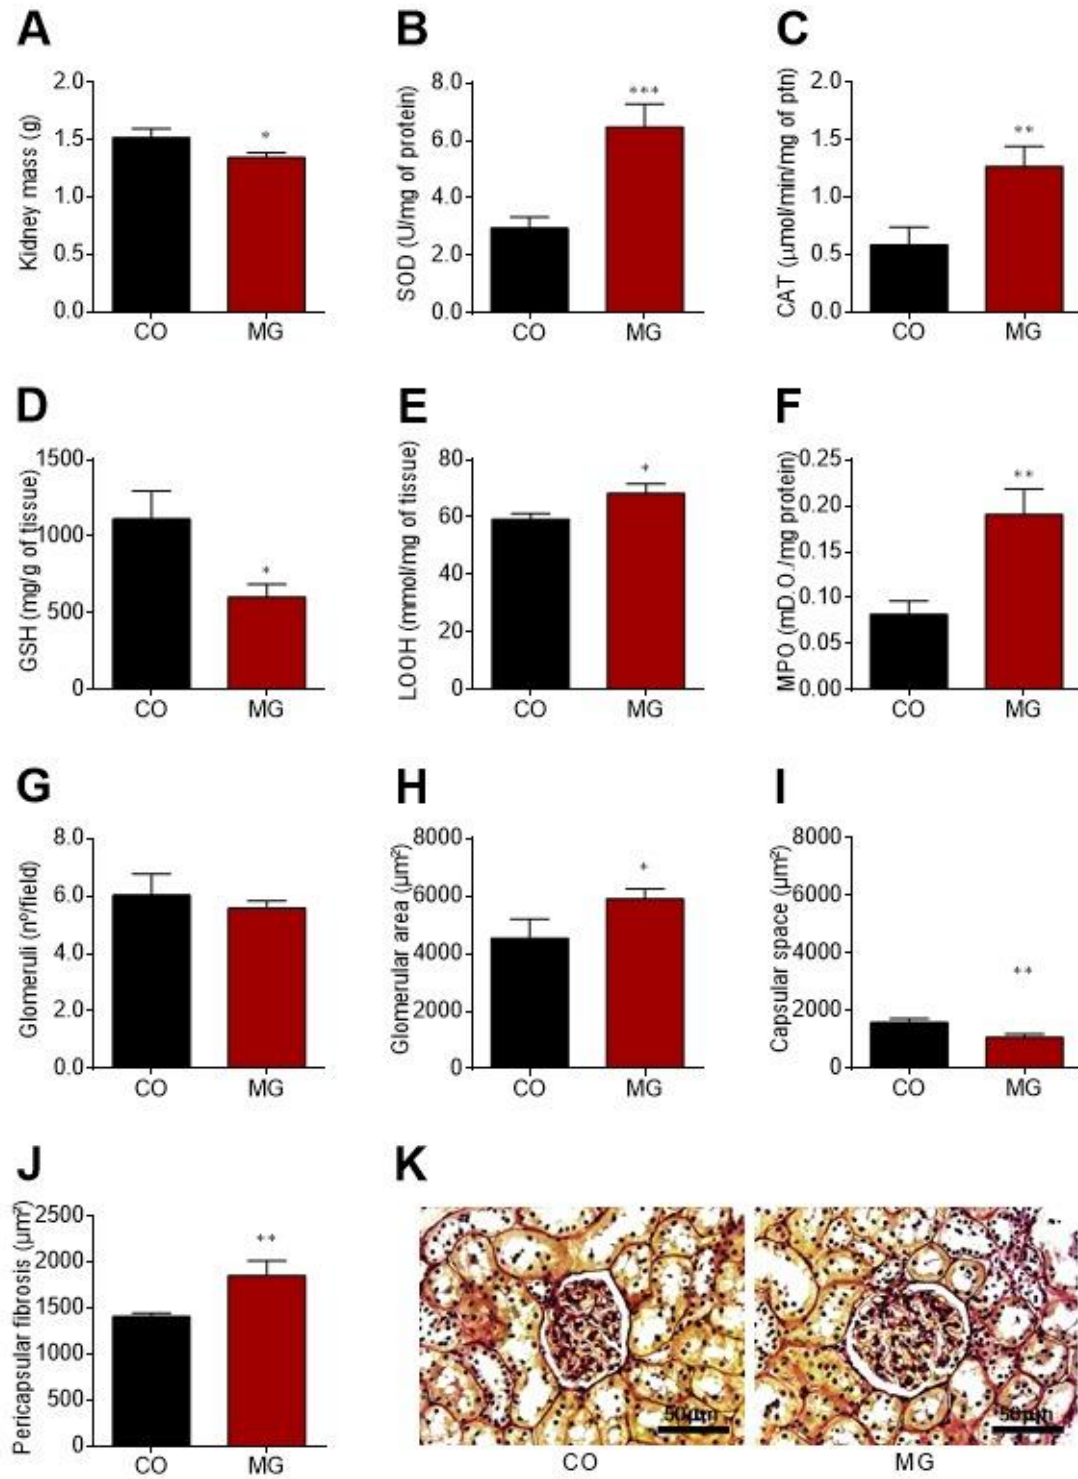 A
Kidney mass (g)
2.0
1.5
1.0
0.5
0.0
*
CO MG
B
SOD (U/mg of protein)
8.0
6.0
4.0
2.0
0.0
***
CO MG
C
CAT (µmol/min/mg of ptn)
2.0
1.5
1.0
0.5
0.0
**
CO MG
D
GSH (mg/g of tissue)
1500
1000
500
0
*
CO MG
E
LOOH (mmol/mg of tissue)
80
60
40
20
0
*
CO MG
F
MPO (mD.O./mg protein)
0.25
0.20
0.15
0.10
0.05
0.00
**
CO MG
G
Glomeruli (nº/field)
8.0
6.0
4.0
2.0
0.0
CO MG
H
Glomerular area (µm²)
8000
6000
4000
2000
0
*
CO MG
I
Capsular space (µm²)
8000
6000
4000
2000
0
**
CO MG
J
Pericapsular fibrosis (µm²)
2500
2000
1500
1000
500
0
**
CO MG
K
50µm
50µm
CO MG